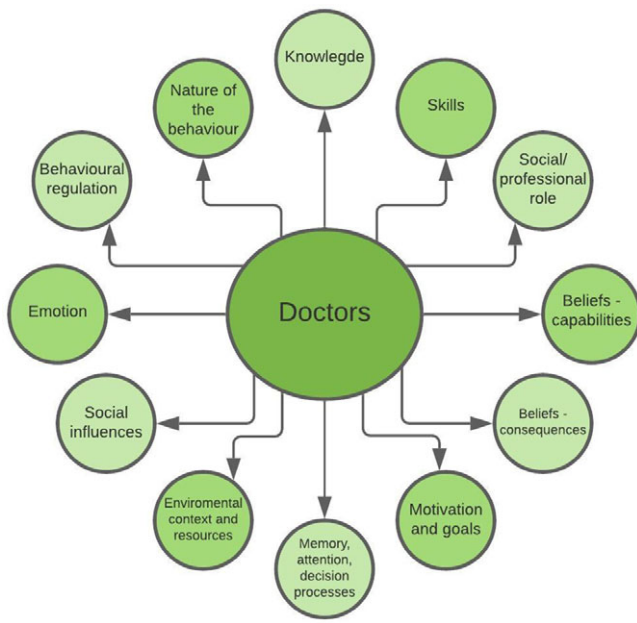 Knowlegde
Nature of
the
behaviour
Skills
Behavioural
regulation
Social/
professional
role
Emotion
Doctors
Beliefs -
capabilities
Social
influences
Beliefs -
consequences
Enviromental
context and
resources
Motivation
and goals
Memory,
attention,
decision
processes